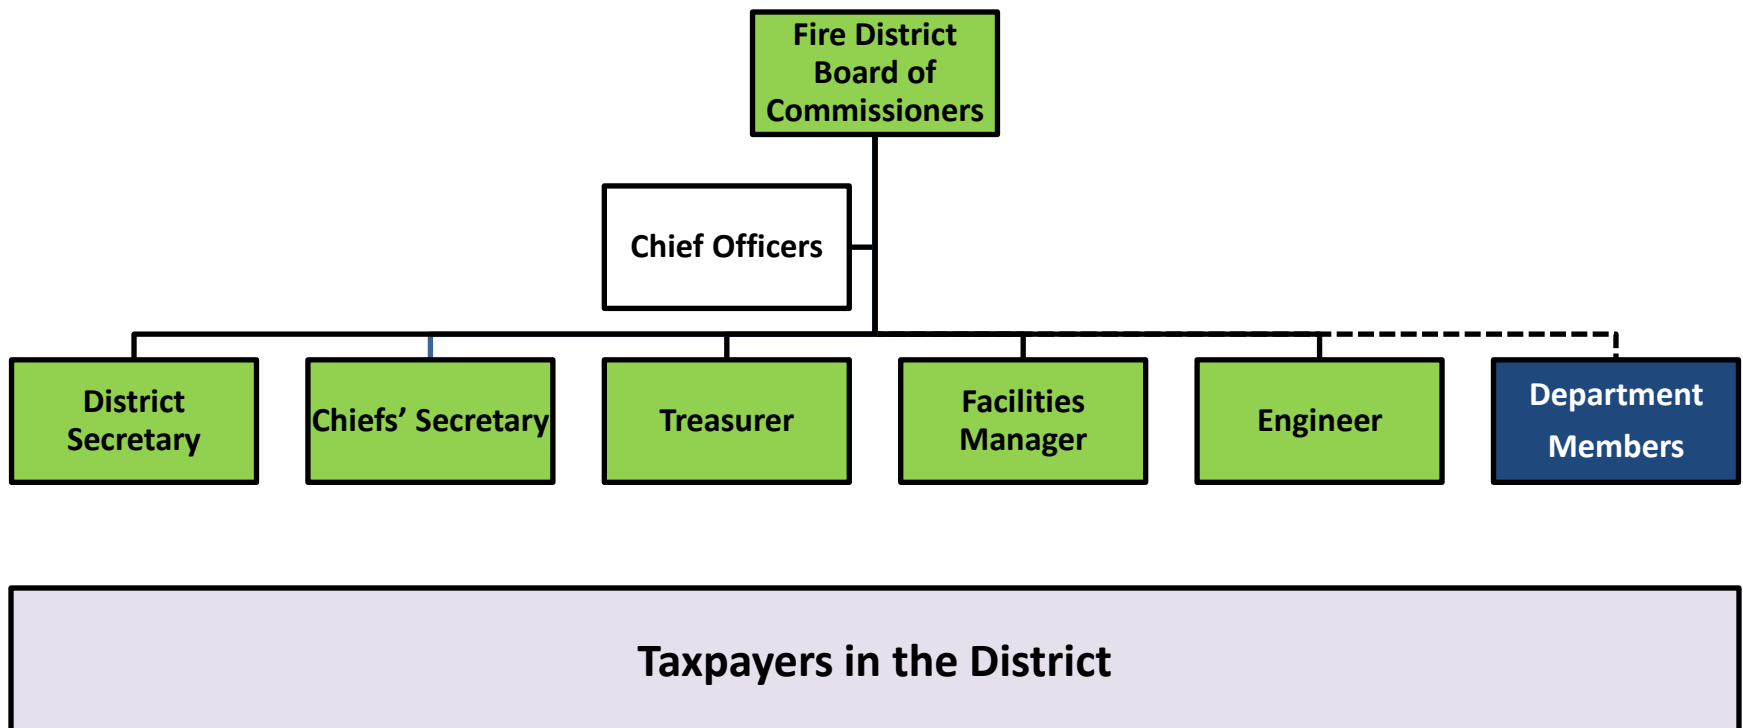 Fire District
Board of
Commissioners
Chief Officers
District
Secretary
Chiefs’ Secretary
Treasurer
Facilities
Manager
Engineer
Department
Members
Taxpayers in the District